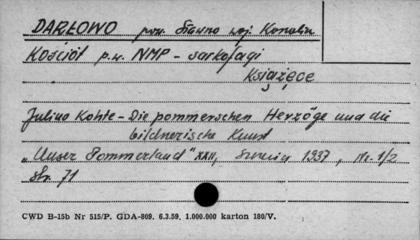 DARŁOWO pow. Sławno woj. Koszalin
Kościół p.w. NMP - sarkofagi
Książęce
Julius Kohte - Die pommerschen Herzöge und die
bildnerische Kunst
„Unser Pommerland" XXII, Szczecin 1937, Nr. 1/2
Str. 71
CWD B-15b Nr 515/P. GDA-809. 6.3.59. 1.000.000 karton 180/V.